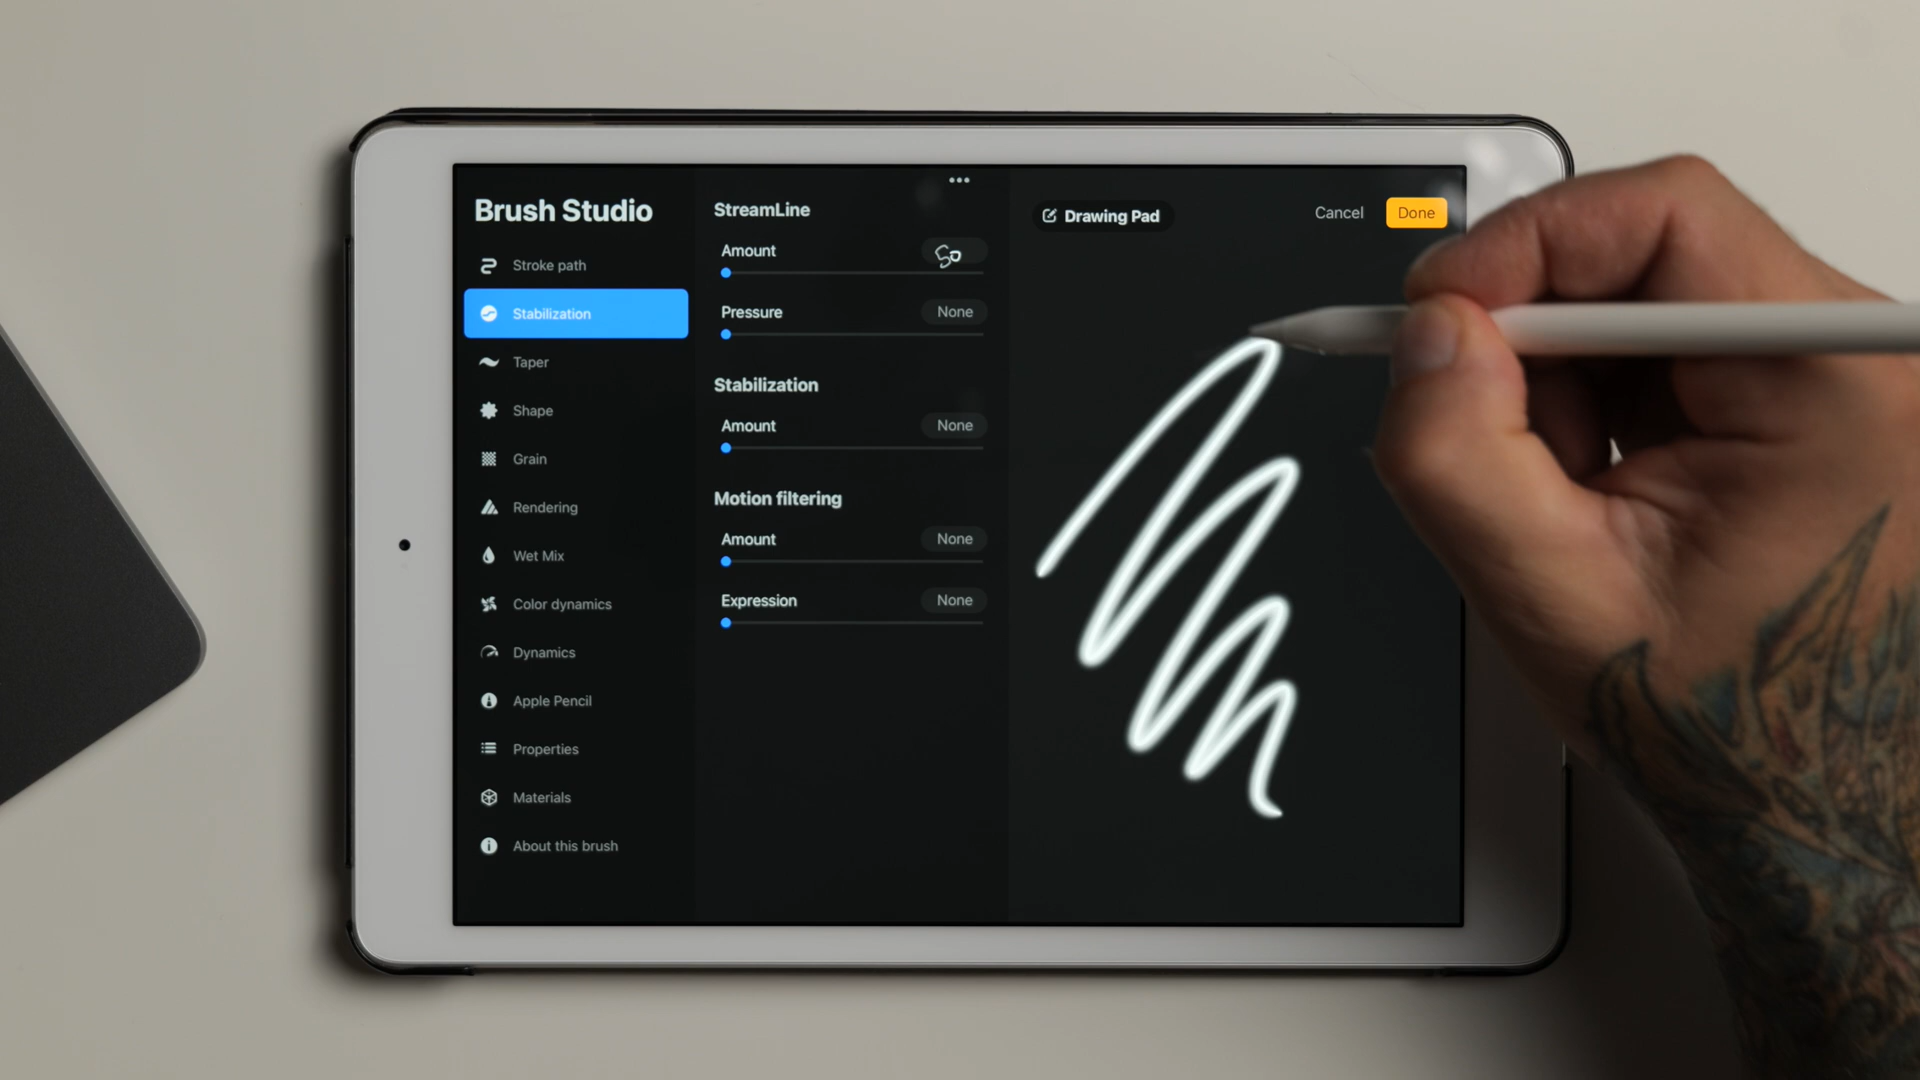 Brush Studio
Stroke path
Stabilization
Taper
Shape
Grain
Rendering
Wet Mix
Color dynamics
Dynamics
Apple Pencil
Properties
Materials
About this brush
StreamLine
Amount 50
Pressure None
Stabilization
Amount None
Motion filtering
Amount None
Expression None
Drawing Pad
Cancel
Done